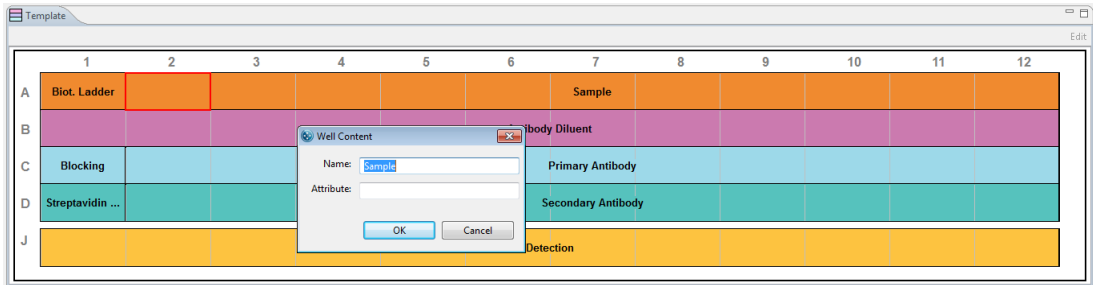 Template
Edit
1 2 3 4 5 6 7 8 9 10 11 12
A Biot. Ladder Sample
B ibody Diluent
Well Content
Name: Sample
C Blocking Primary Antibody
Attribute:
D Streptavidin ... Secondary Antibody
OK Cancel
J Detection